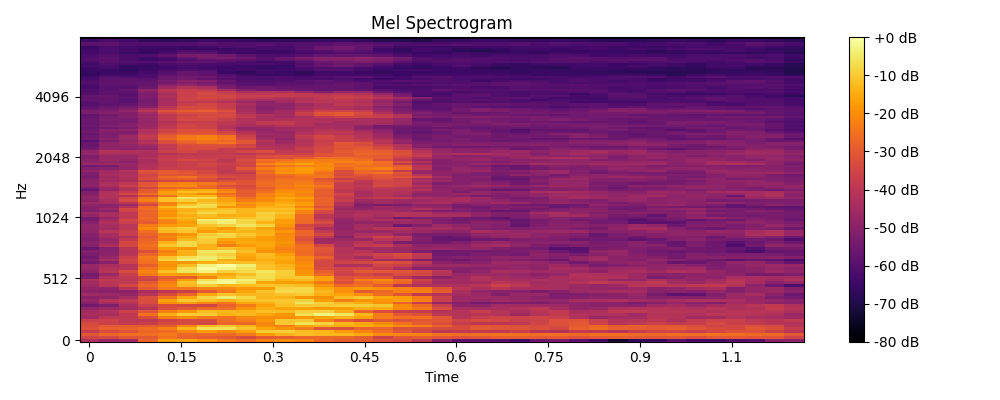 Mel Spectrogram
Hz
4096
2048
1024
512
0
0 0.15 0.3 0.45 0.6 0.75 0.9 1.1
Time
+0 dB
-10 dB
-20 dB
-30 dB
-40 dB
-50 dB
-60 dB
-70 dB
-80 dB